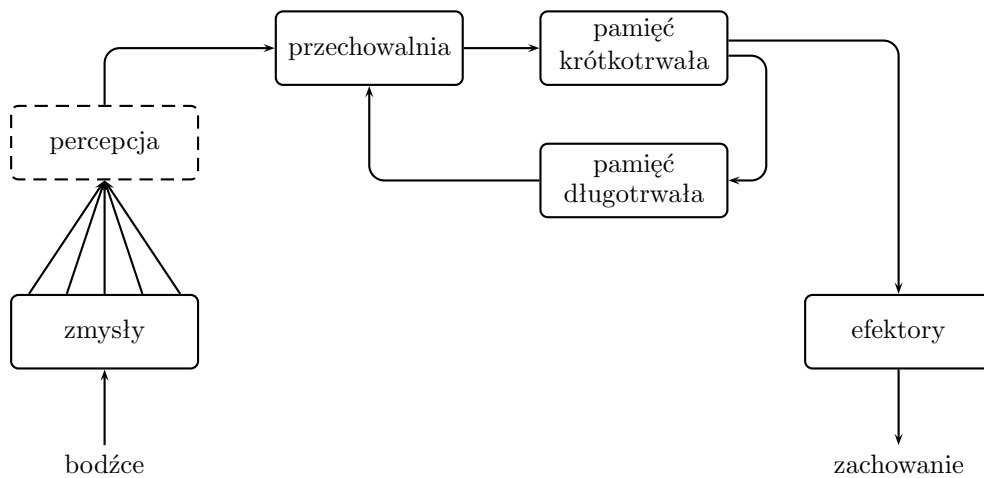 przechowalnia
pamięć
krótkotrwała
percepcja
pamięć
długotrwała
zmysły
efektory
bodźce
zachowanie